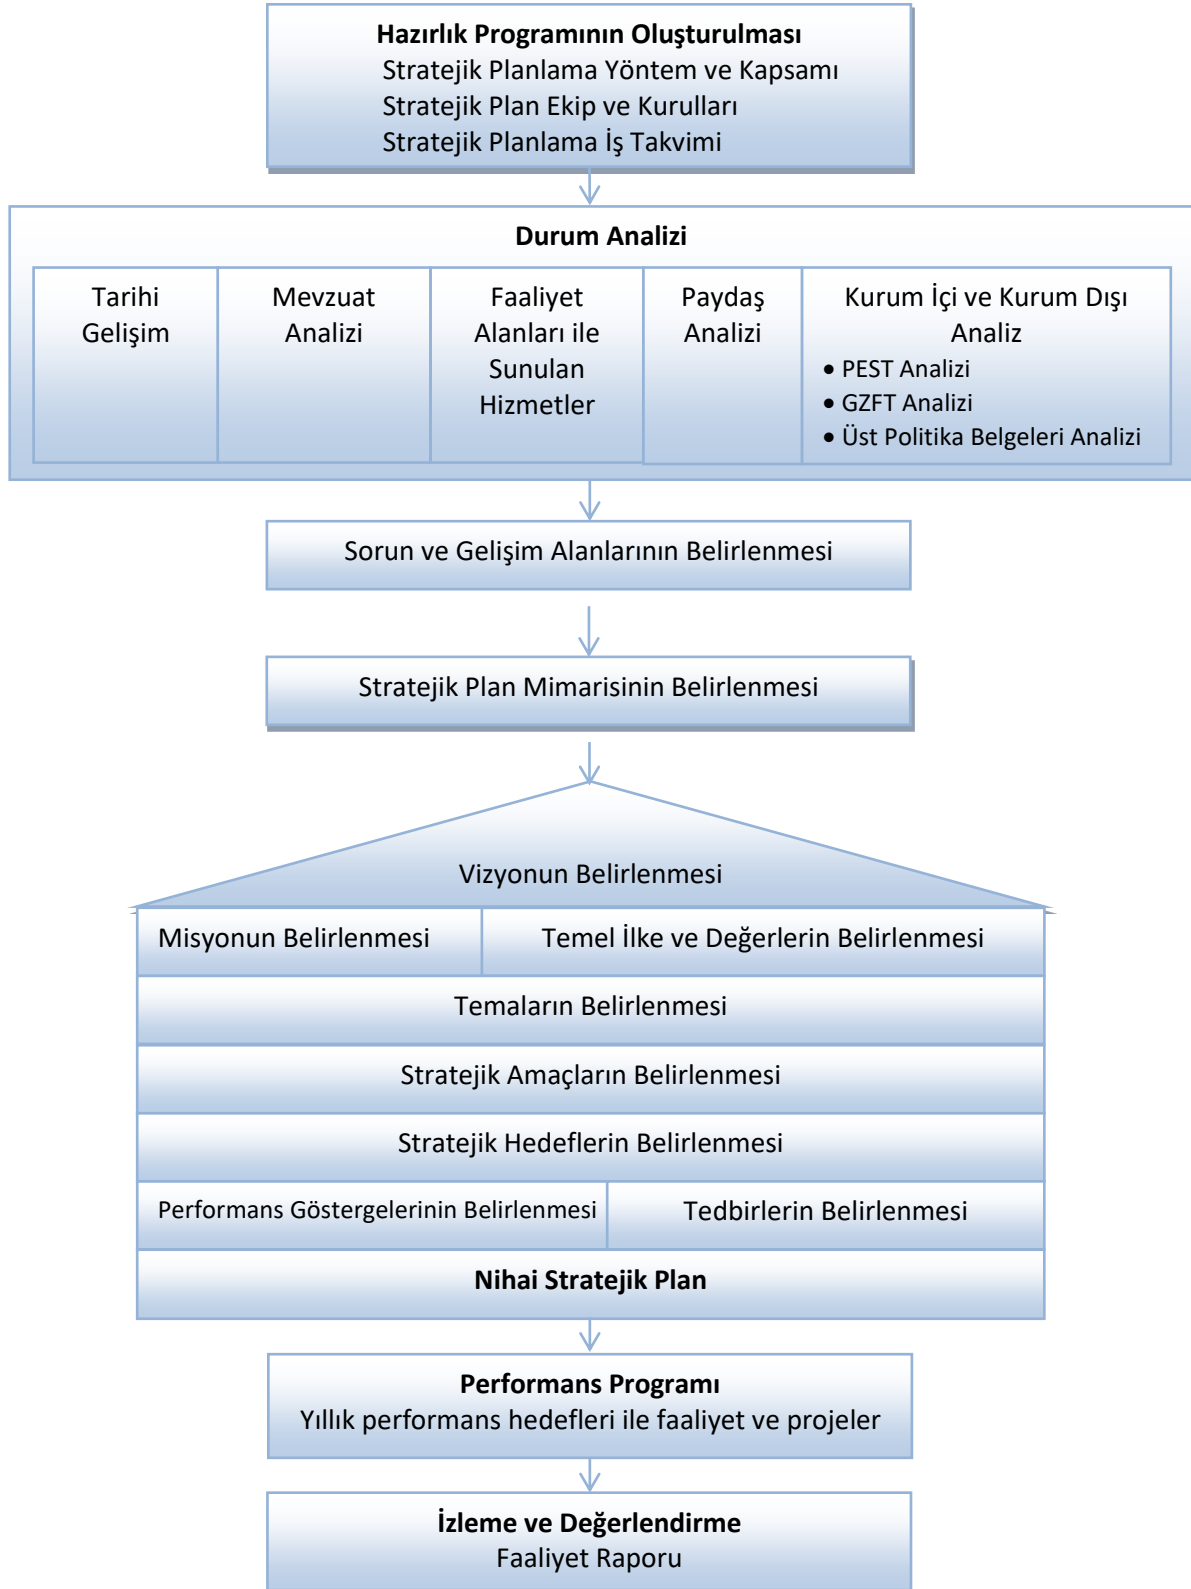 Hazırlık Programının Oluşturulması
Stratejik Planlama Yöntem ve Kapsamı
Stratejik Plan Ekip ve Kurulları
Stratejik Planlama İş Takvimi
Durum Analizi
Tarihi
Gelişim
Mevzuat
Analizi
Faaliyet
Alanları ile
Sunulan
Hizmetler
Paydaş
Analizi
Kurum İçi ve Kurum Dışı
Analiz
• PEST Analizi
• GZFT Analizi
• Üst Politika Belgeleri Analizi
Sorun ve Gelişim Alanlarının Belirlenmesi
Stratejik Plan Mimarisinin Belirlenmesi
Vizyonun Belirlenmesi
Misyonun Belirlenmesi
Temel İlke ve Değerlerin Belirlenmesi
Temaların Belirlenmesi
Stratejik Amaçların Belirlenmesi
Stratejik Hedeflerin Belirlenmesi
Performans Göstergelerinin Belirlenmesi
Tedbirlerin Belirlenmesi
Nihai Stratejik Plan
Performans Programı
Yıllık performans hedefleri ile faaliyet ve projeler
İzleme ve Değerlendirme
Faaliyet Raporu